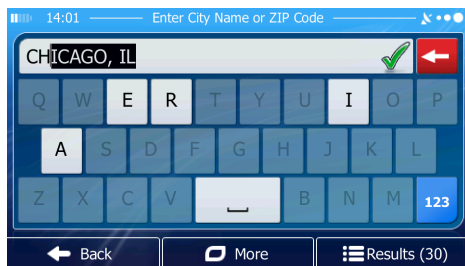 14:01 Enter City Name or ZIP Code
CHICAGO, IL
Q W E R T Y U I O P
A S D F G H J K L
Z X C V B N M 123
Back More Results (30)